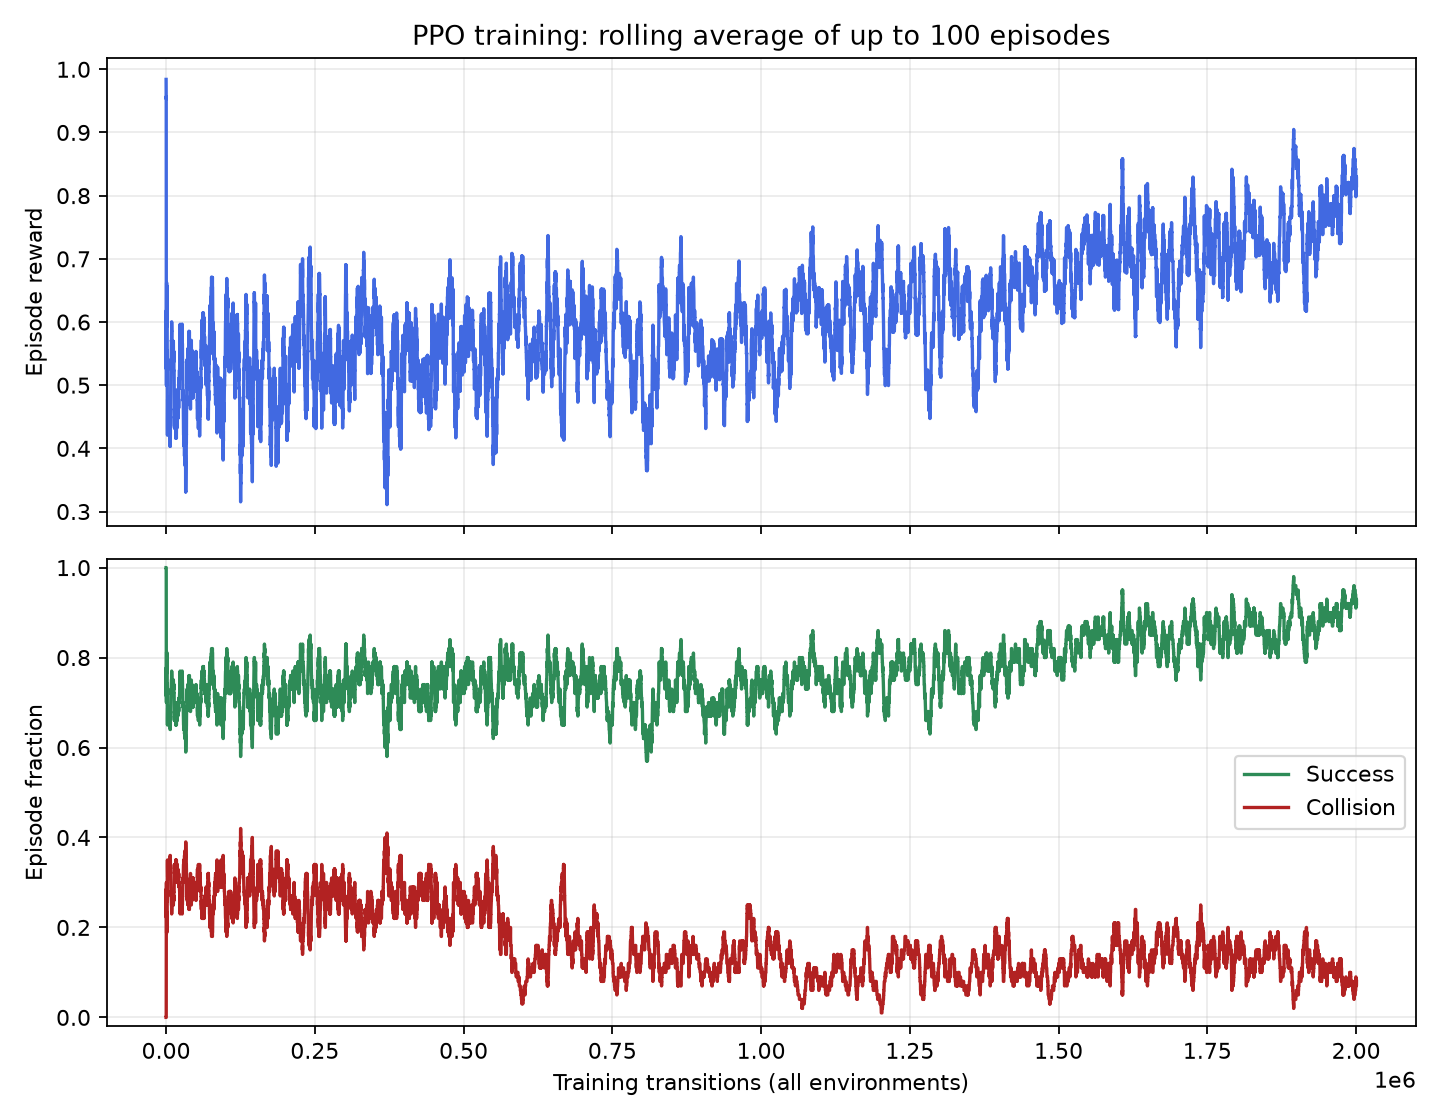 PPO training: rolling average of up to 100 episodes
1.0
0.9
0.8
0.7
0.6
0.5
0.4
0.3
Episode reward
1.0
0.8
0.6
0.4
0.2
0.0
Episode fraction
Success
Collision
0.00 0.25 0.50 0.75 1.00 1.25 1.50 1.75 2.00
1e6
Training transitions (all environments)